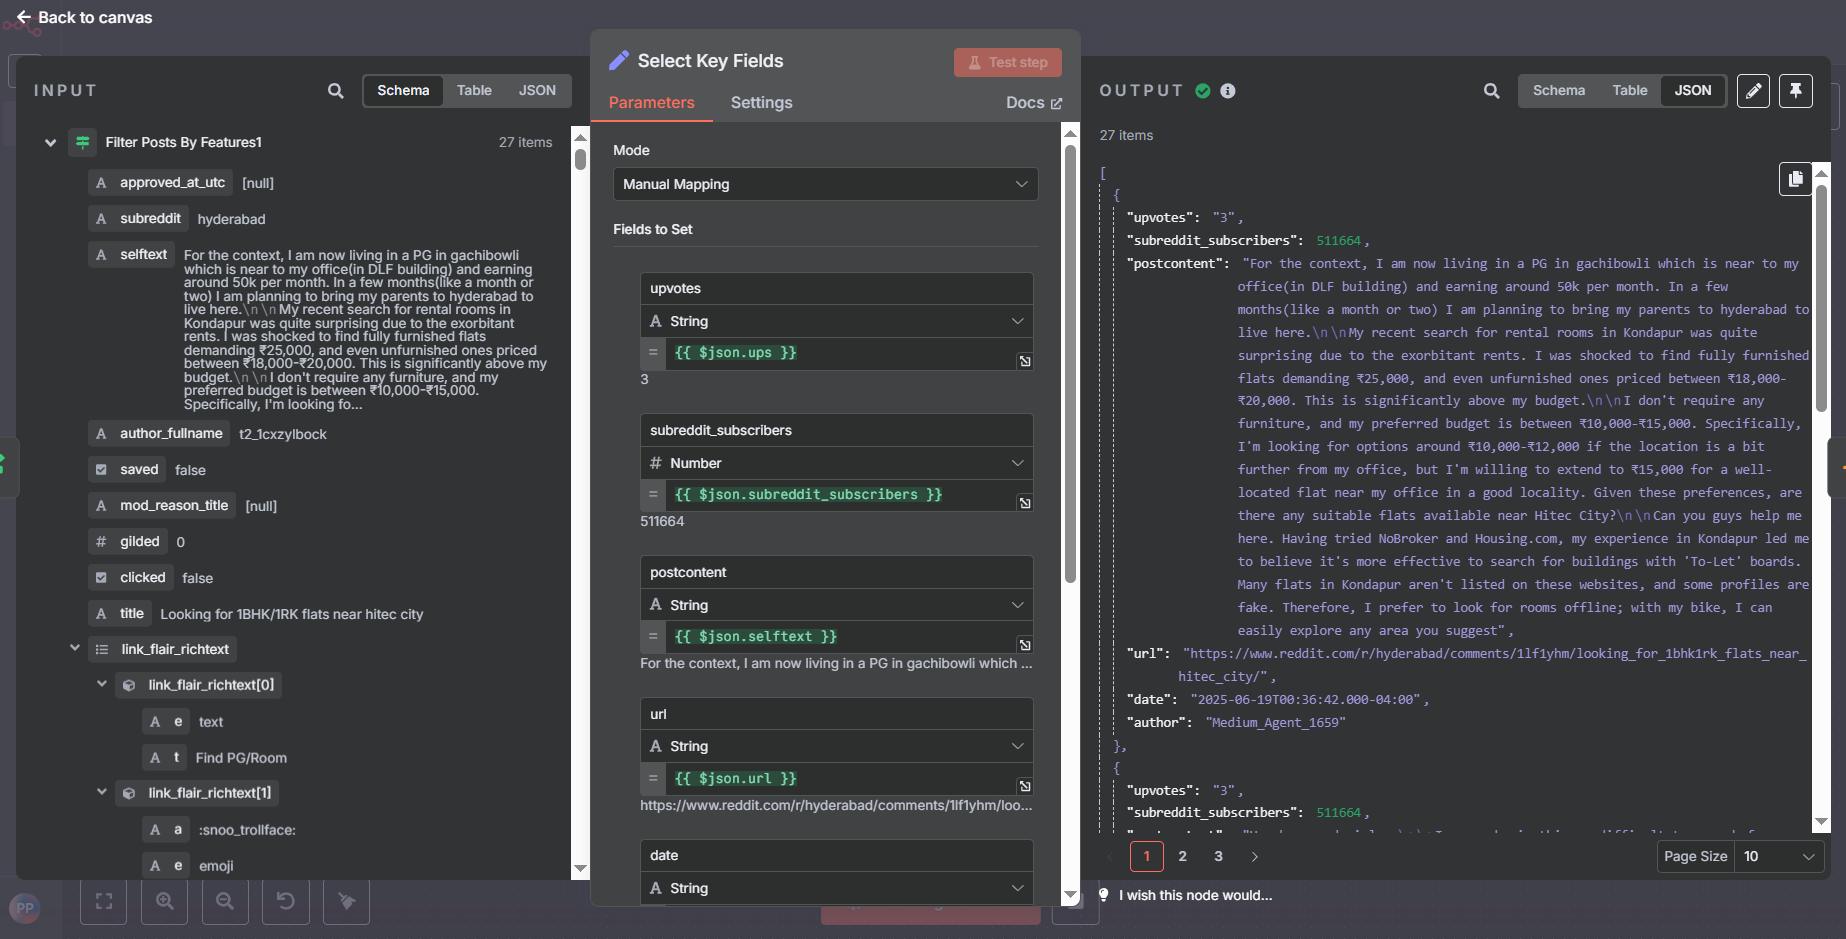 Back to canvas
INPUT
Schema
Table
JSON
Filter Posts By Features1
27 items
A approved_at_utc [null]
A subreddit hyderabad
A selftext For the context, I am now living in a PG in gachibowli
which is near to my office(in DLF building) and earning
around 50k per month. In a few months(like a month or
two) I am planning to bring my parents to hyderabad to
live here.\n\nMy recent search for rental rooms in
Kondapur was quite surprising due to the exorbitant
rents. I was shocked to find fully furnished flats
demanding ₹25,000, and even unfurnished ones priced
between ₹18,000-₹20,000. This is significantly above my
budget.\n\nI don't require any furniture, and my
preferred budget is between ₹10,000-₹15,000.
Specifically, I'm looking fo...
A author_fullname t2_1cxzylbock
saved false
A mod_reason_title [null]
# gilded 0
clicked false
A title Looking for 1BHK/1RK flats near hitec city
link_flair_richtext
link_flair_richtext[0]
A e text
A t Find PG/Room
link_flair_richtext[1]
A a :snoo_trollface:
A e emoji
PP
Select Key Fields
Test step
Parameters
Settings
Docs
Mode
Manual Mapping
Fields to Set
upvotes
A String
= {{ $json.ups }}
3
subreddit_subscribers
# Number
= {{ $json.subreddit_subscribers }}
511664
postcontent
A String
= {{ $json.selftext }}
For the context, I am now living in a PG in gachibowli which ...
url
A String
= {{ $json.url }}
https://www.reddit.com/r/hyderabad/comments/1lf1yhm/loo...
date
A String
OUTPUT
Schema
Table
JSON
27 items
[
{
"upvotes": "3",
"subreddit_subscribers": 511664,
"postcontent": "For the context, I am now living in a PG in gachibowli which is near to my
office(in DLF building) and earning around 50k per month. In a few
months(like a month or two) I am planning to bring my parents to hyderabad to
live here.\n\nMy recent search for rental rooms in Kondapur was quite
surprising due to the exorbitant rents. I was shocked to find fully furnished
flats demanding ₹25,000, and even unfurnished ones priced between ₹18,000-
₹20,000. This is significantly above my budget.\n\nI don't require any
furniture, and my preferred budget is between ₹10,000-₹15,000. Specifically,
I'm looking for options around ₹10,000-₹12,000 if the location is a bit
further from my office, but I'm willing to extend to ₹15,000 for a well-
located flat near my office in a good locality. Given these preferences, are
there any suitable flats available near Hitec City?\n\nCan you guys help me
here. Having tried NoBroker and Housing.com, my experience in Kondapur led me
to believe it's more effective to search for buildings with 'To-Let' boards.
Many flats in Kondapur aren't listed on these websites, and some profiles are
fake. Therefore, I prefer to look for rooms offline; with my bike, I can
easily explore any area you suggest",
"url": "https://www.reddit.com/r/hyderabad/comments/1lf1yhm/looking_for_1bhk1rk_flats_near_
hitec_city/",
"date": "2025-06-19T00:36:42.000-04:00",
"author": "Medium_Agent_1659"
},
{
"upvotes": "3",
"subreddit_subscribers": 511664,
1
2
3
Page Size
10
I wish this node would...